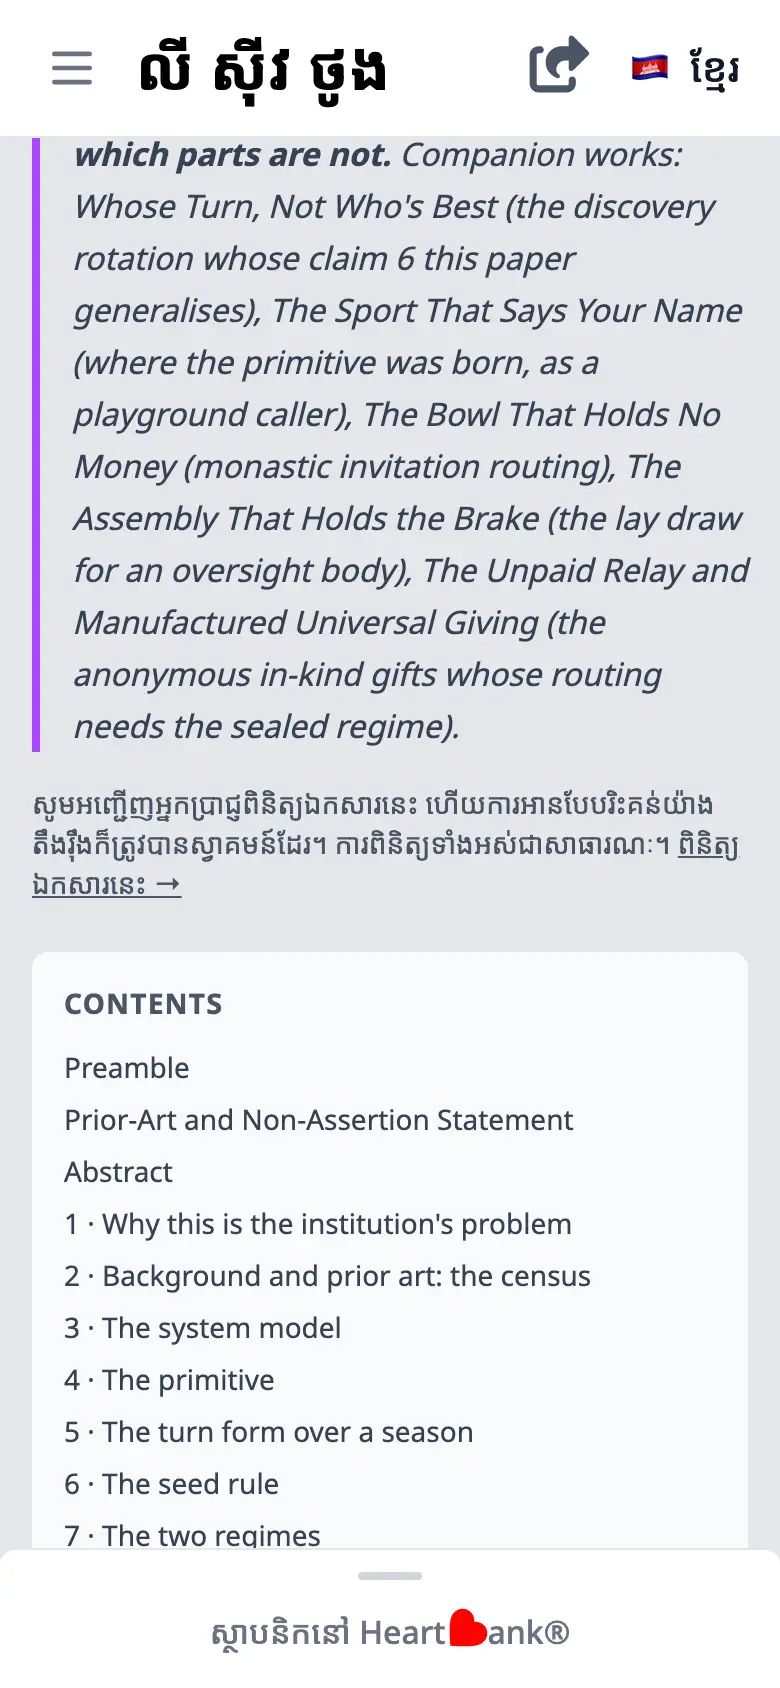 លី ស៊ីវ ថូង
ខ្មែរ
which parts are not. Companion works:
Whose Turn, Not Who's Best (the discovery
rotation whose claim 6 this paper
generalises), The Sport That Says Your Name
(where the primitive was born, as a
playground caller), The Bowl That Holds No
Money (monastic invitation routing), The
Assembly That Holds the Brake (the lay draw
for an oversight body), The Unpaid Relay and
Manufactured Universal Giving (the
anonymous in-kind gifts whose routing
needs the sealed regime).
សូមអញ្ជើញអ្នកប្រាជ្ញពិនិត្យឯកសារនេះ ហើយការអានបែបរិះគន់យ៉ាង
តឹងរ៉ឹងក៏ត្រូវបានស្វាគមន៍ដែរ។ ការពិនិត្យទាំងអស់ជាសាធារណៈ។ ពិនិត្យ
ឯកសារនេះ →
CONTENTS
Preamble
Prior-Art and Non-Assertion Statement
Abstract
1 · Why this is the institution's problem
2 · Background and prior art: the census
3 · The system model
4 · The primitive
5 · The turn form over a season
6 · The seed rule
7 · The two regimes
ស្ថាបនិកនៅ Heart ank®